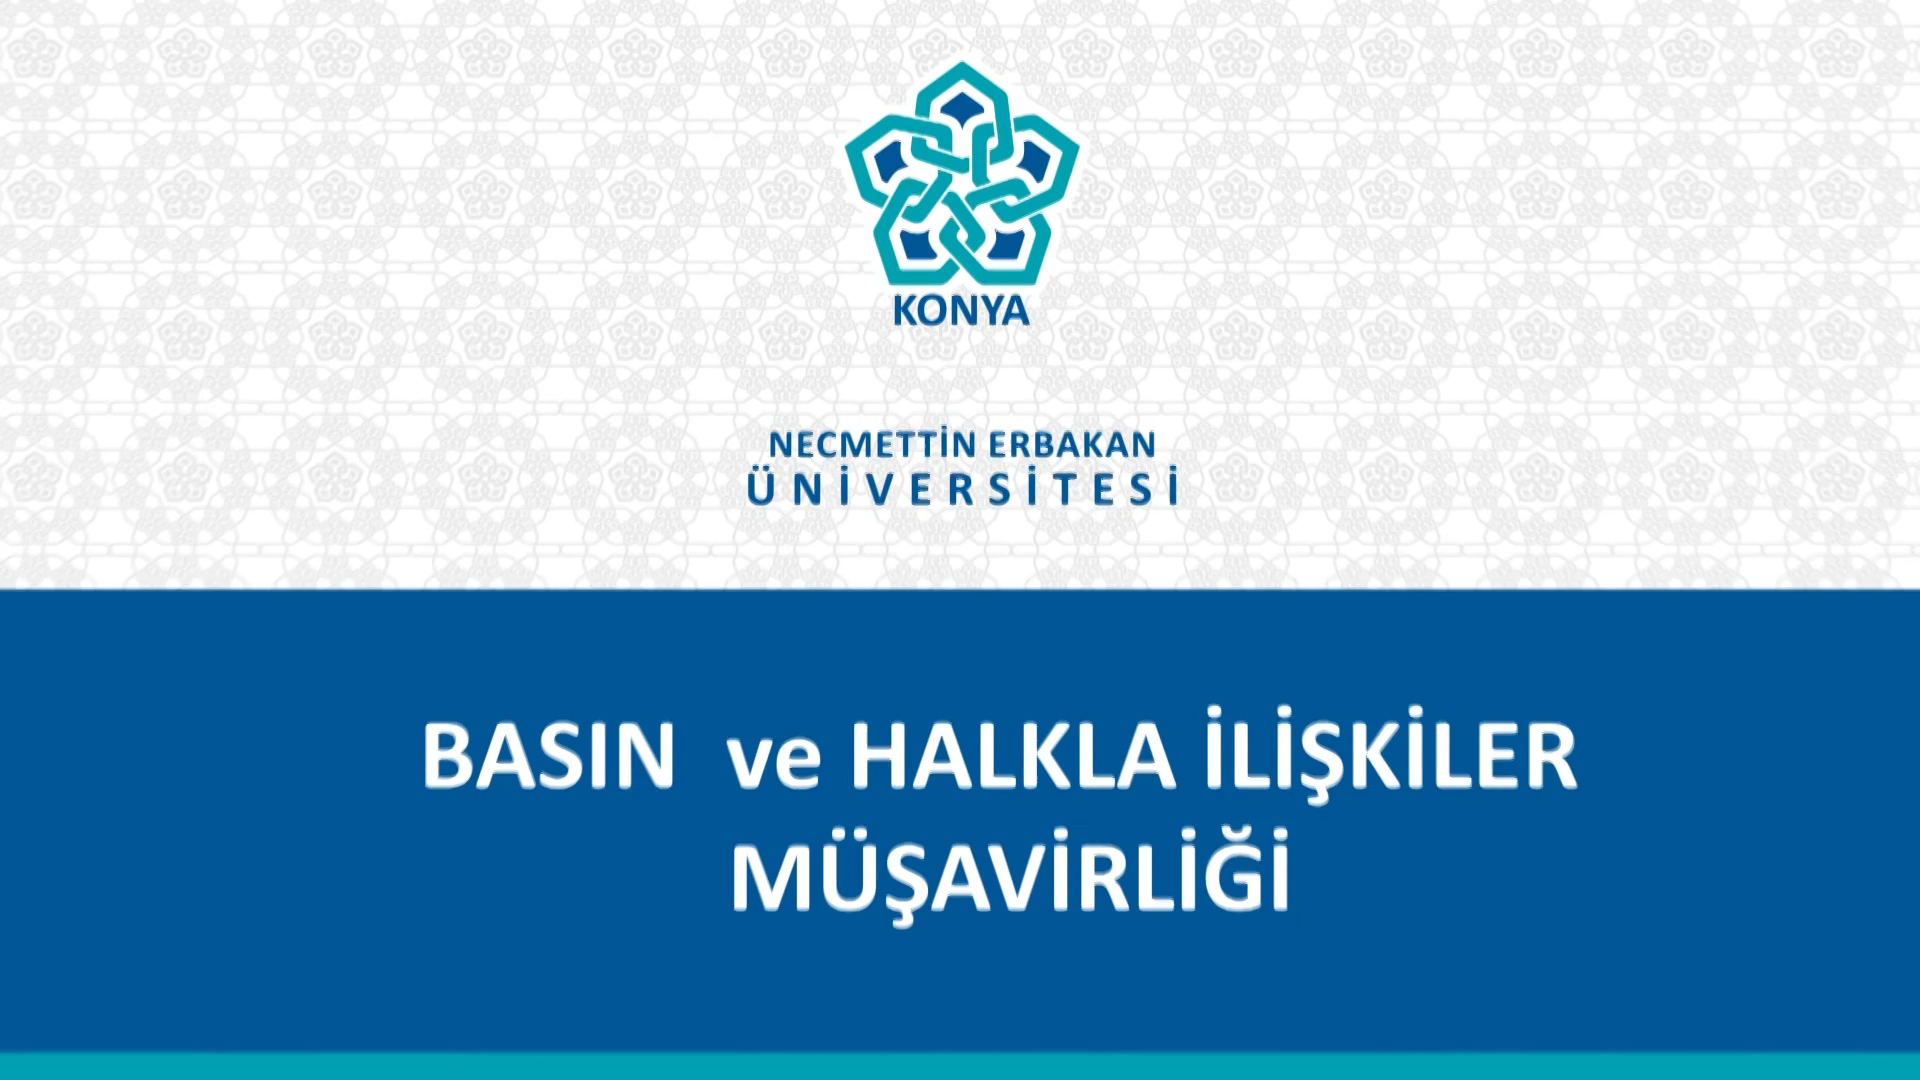 KONYA
NECMETTİN ERBAKAN
ÜNİVERSİTESİ
BASIN ve HALKLA İLİŞKİLER
MÜŞAVİRLİĞİ